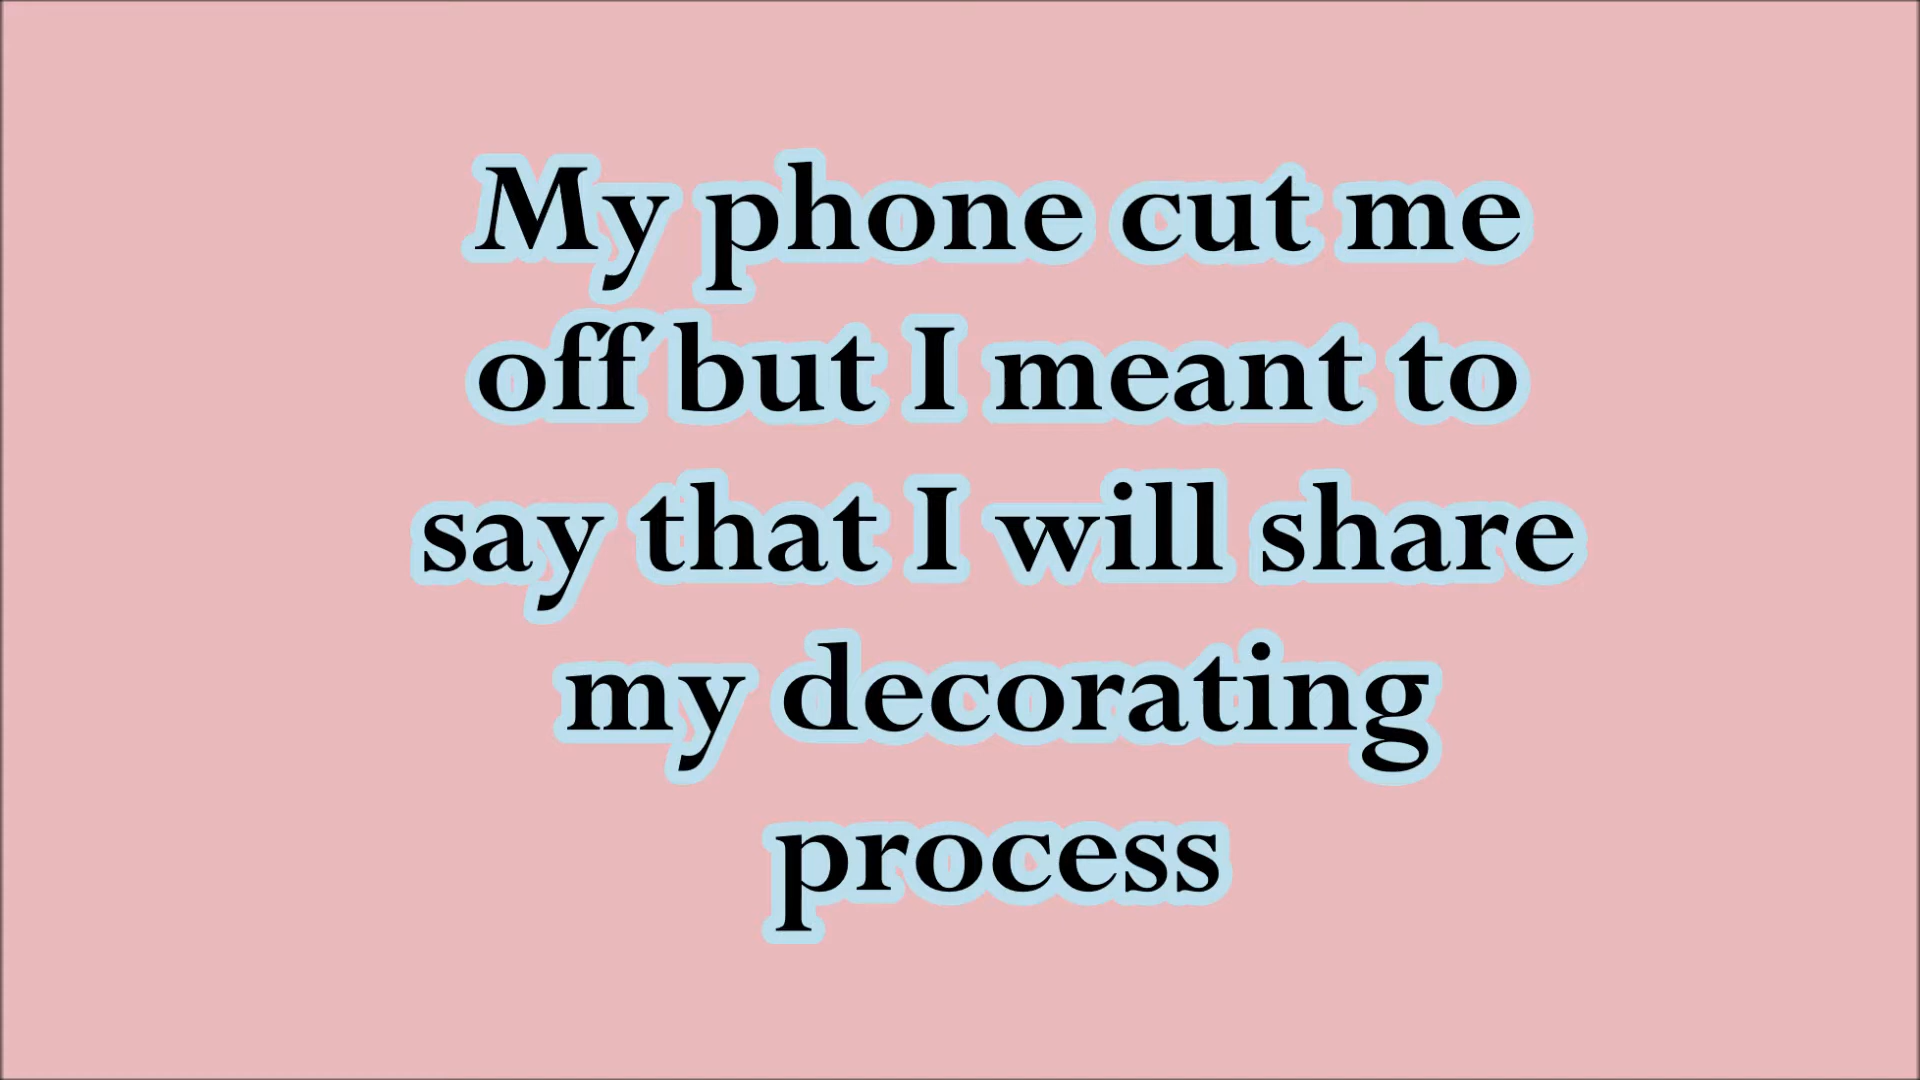 My phone cut me
off but I meant to
say that I will share
my decorating
process